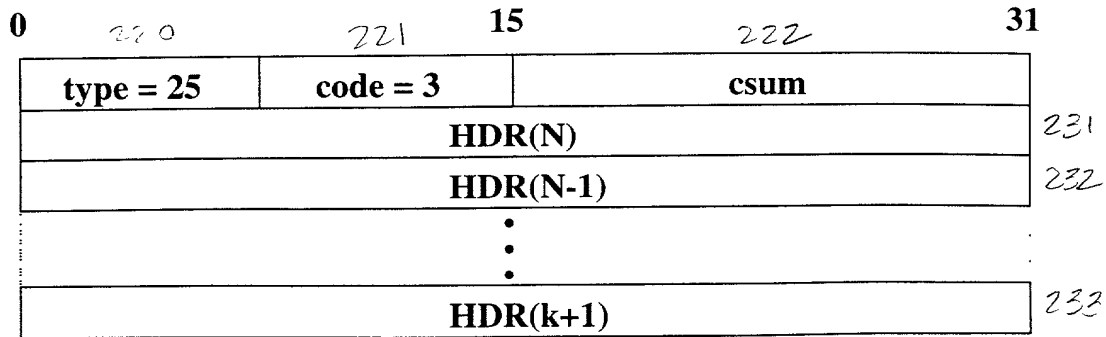 0 15 31
220 221 222
type = 25 code = 3 csum
HDR(N) 231
HDR(N-1) 232
HDR(k+1) 233